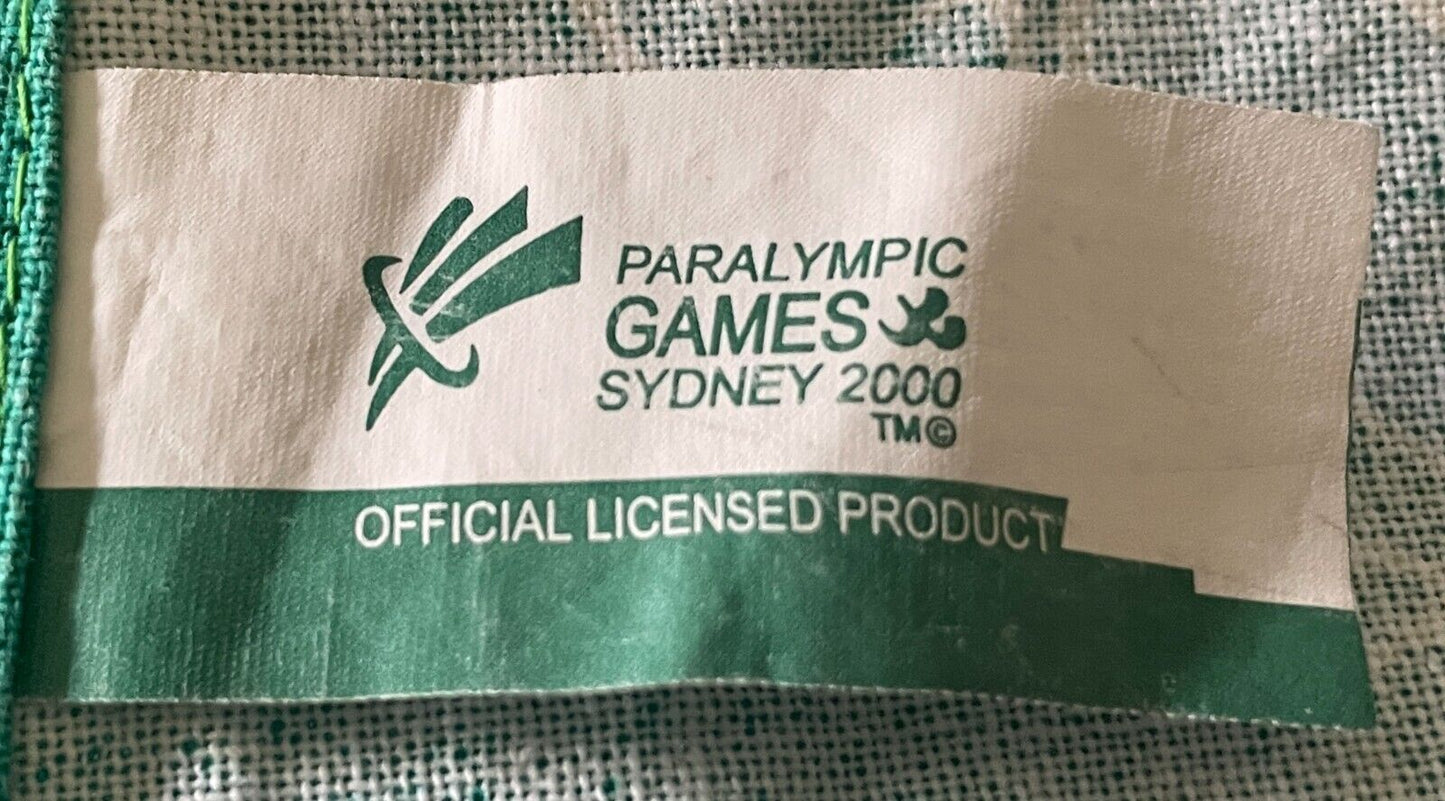 PARALYMPIC
GAMES
SYDNEY 2000
TM©
OFFICIAL LICENSED PRODUCT